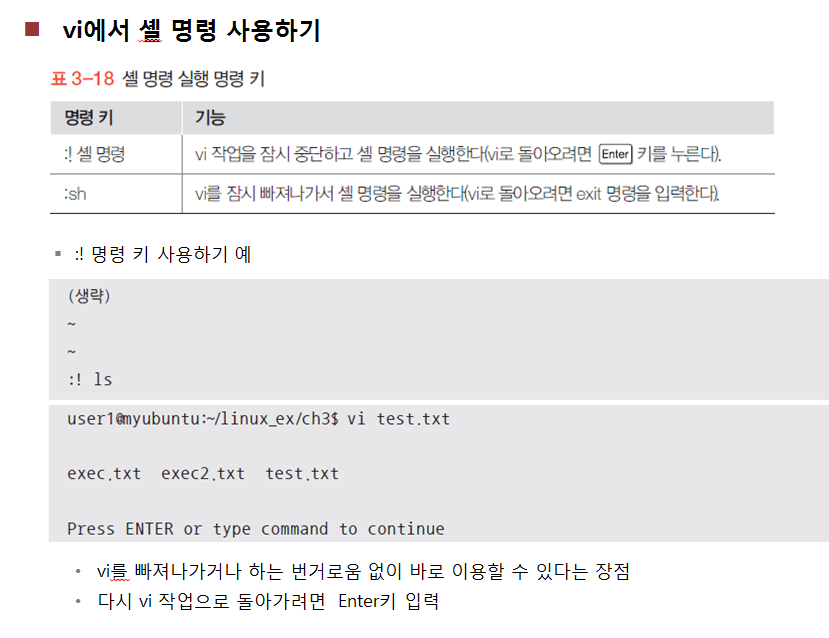 vi에서 셸 명령 사용하기
표 3-18 셸 명령 실행 명령 키
명령 키 기능
:! 셸 명령 vi 작업을 잠시 중단하고 셸 명령을 실행한다(vi로 돌아오려면 Enter 키를 누른다).
:sh vi를 잠시 빠져나가서 셸 명령을 실행한다(vi로 돌아오려면 exit 명령을 입력한다).
:! 명령 키 사용하기 예
(생략)
~
~
:! ls
user1@myubuntu:~/linux_ex/ch3$ vi test.txt
exec.txt exec2.txt test.txt
Press ENTER or type command to continue
vi를 빠져나가거나 하는 번거로움 없이 바로 이용할 수 있다는 장점
다시 vi 작업으로 돌아가려면 Enter키 입력